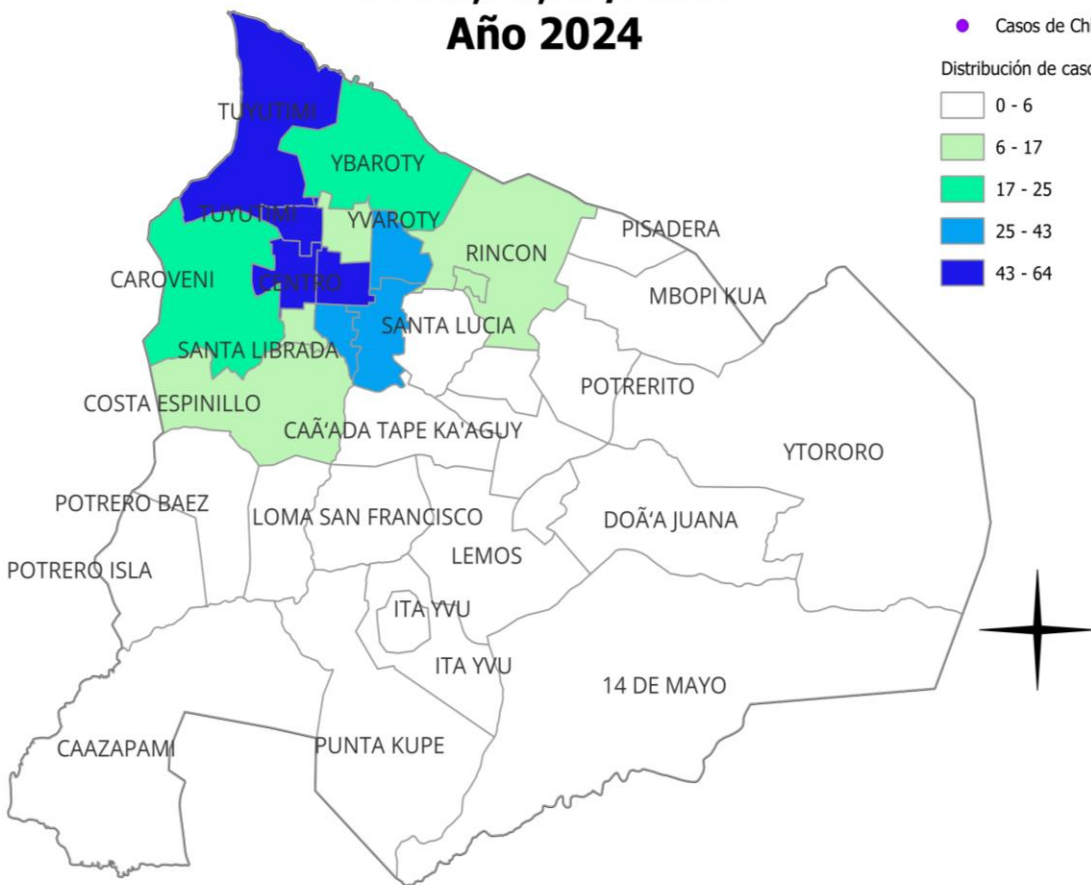 Año 2024
Casos de Chi
Distribución de caso
0 - 6
6 - 17
17 - 25
25 - 43
43 - 64
TUYUTIMI
YBAROTY
TUYUTIMI
YVAROTY
PISADERA
RINCON
CAROVENI
CENTRO
MBOPI KUA
SANTA LUCIA
SANTA LIBRADA
POTRERITO
COSTA ESPINILLO
CAÃ‘ADA TAPE KA'AGUY
YTORORO
POTRERO BAEZ
LOMA SAN FRANCISCO
DOÃ‘A JUANA
LEMOS
POTRERO ISLA
ITA YVU
ITA YVU
14 DE MAYO
CAAZAPAMI
PUNTA KUPE